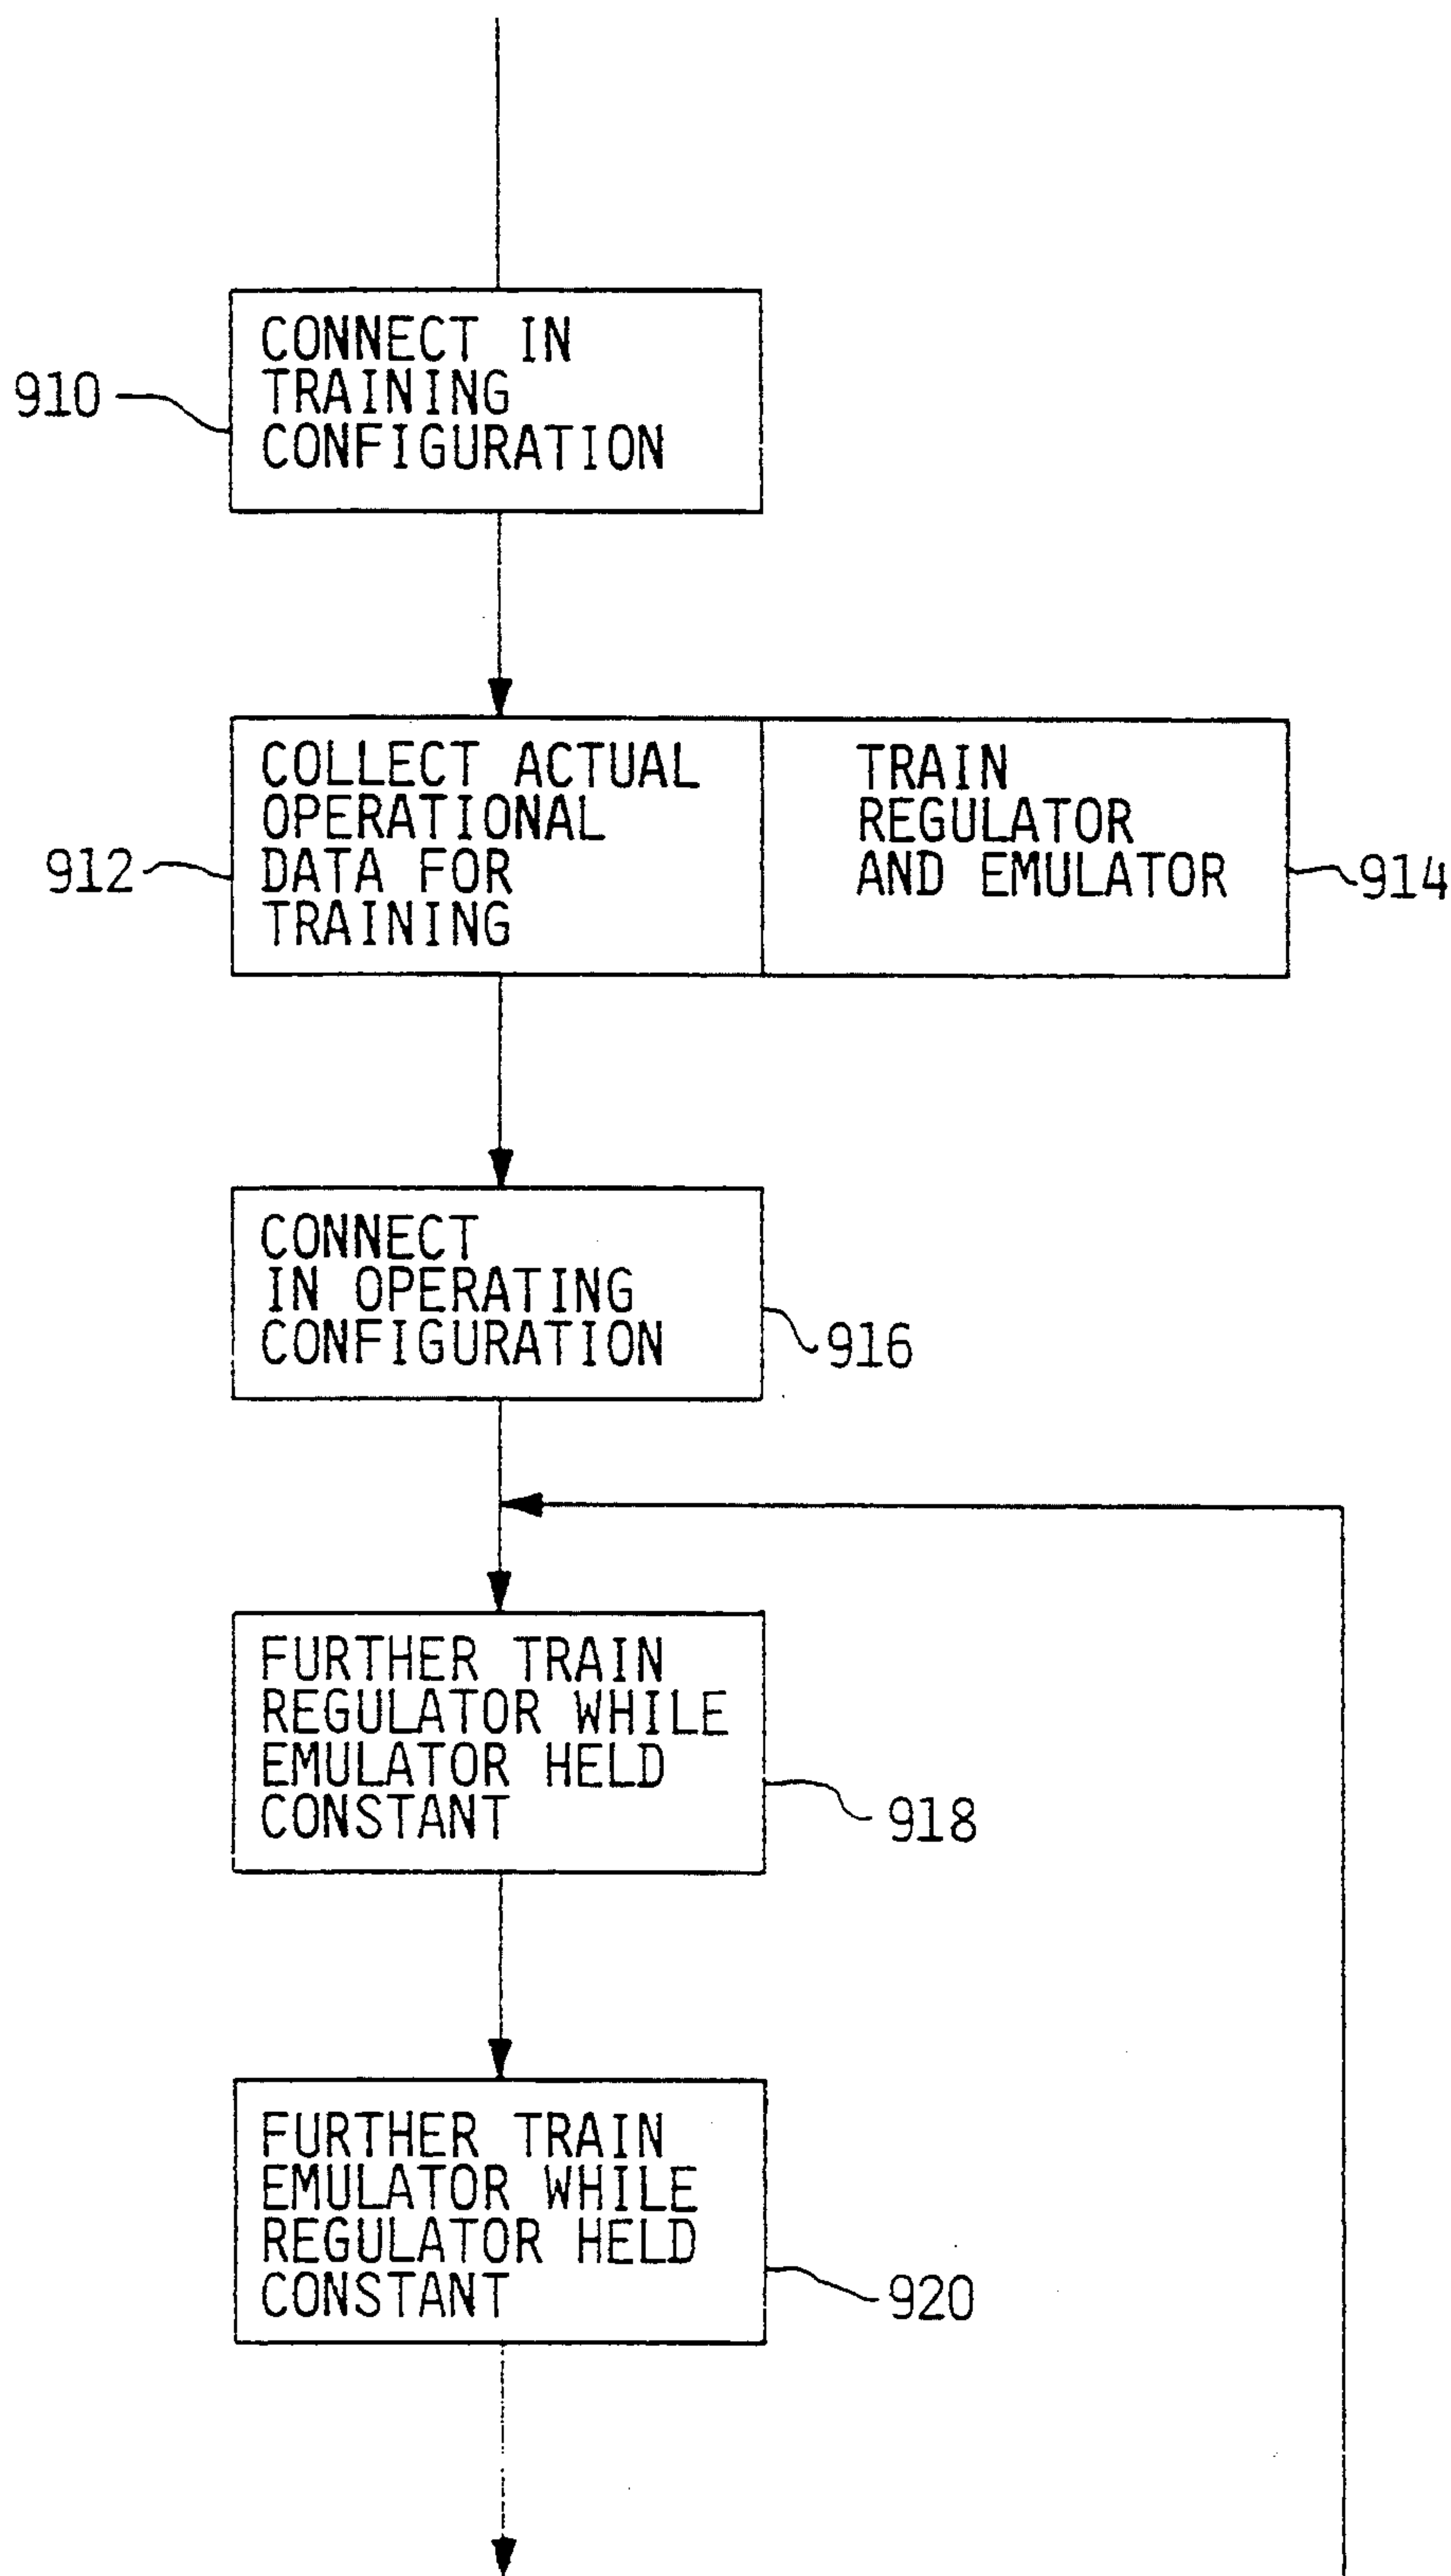 CONNECT IN
TRAINING
CONFIGURATION
910
COLLECT ACTUAL
OPERATIONAL
DATA FOR
TRAINING
912
TRAIN
REGULATOR
AND EMULATOR
914
CONNECT
IN OPERATING
CONFIGURATION
916
FURTHER TRAIN
REGULATOR WHILE
EMULATOR HELD
CONSTANT
918
FURTHER TRAIN
EMULATOR WHILE
REGULATOR HELD
CONSTANT
920